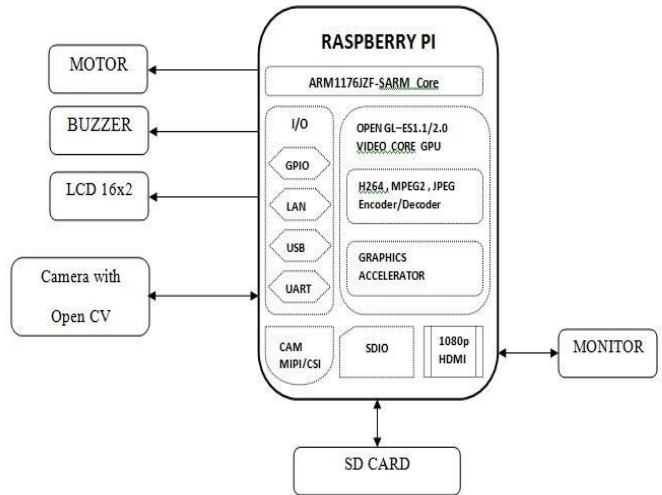 RASPBERRY PI
ARM1176JZF-SARM Core
MOTOR
BUZZER
LCD 16x2
Camera with
Open CV
I/O
GPIO
LAN
USB
UART
OPEN GL–ES1.1/2.0
VIDEO CORE GPU
H264 , MPEG2 , JPEG
Encoder/Decoder
GRAPHICS
ACCELERATOR
CAM
MIPI/CSI
SDIO
1080p
HDMI
MONITOR
SD CARD